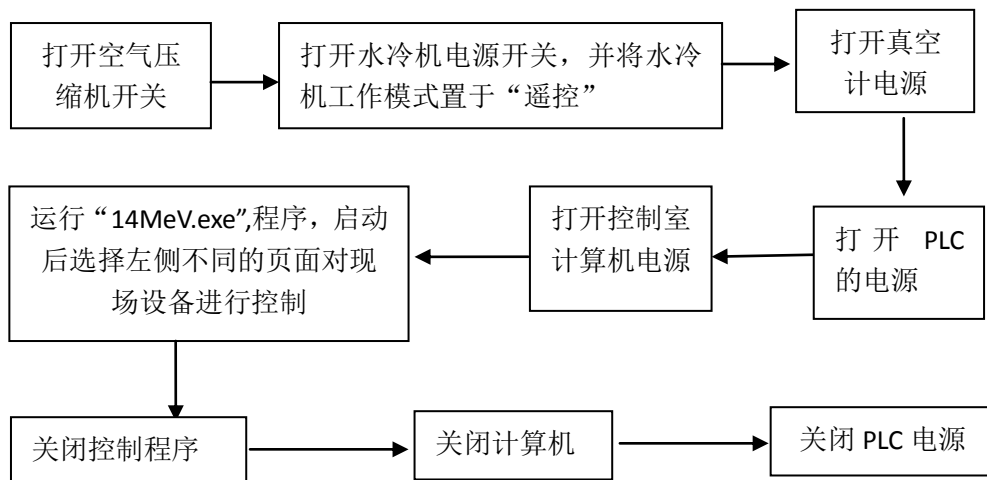 打开空气压
缩机开关
打开水冷机电源开关，并将水冷
机工作模式置于“遥控”
打开真空
计电源
打开 PLC
的电源
打开控制室
计算机电源
运行“14MeV.exe”,程序，启动
后选择左侧不同的页面对现
场设备进行控制
关闭控制程序
关闭计算机
关闭 PLC 电源